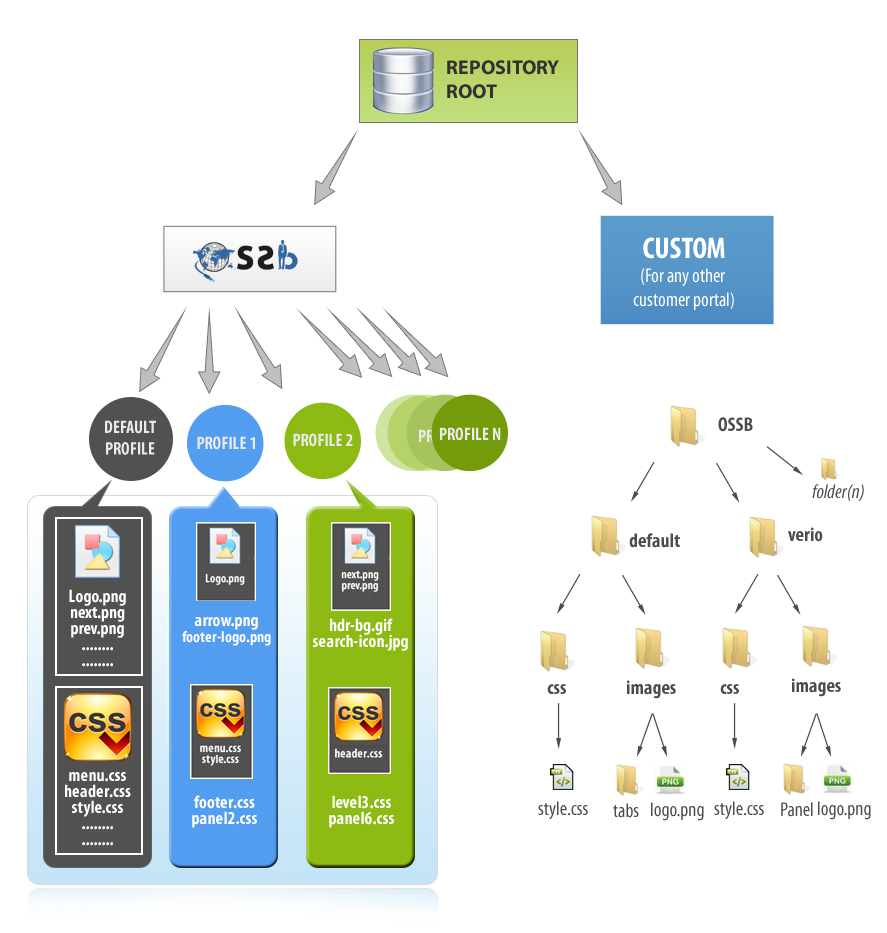 REPOSITORY
ROOT
OSSb
CUSTOM
(For any other
customer portal)
DEFAULT
PROFILE
PROFILE 1
PROFILE 2
PROFILE N
Logo.png
next.png
prev.png
........
........
CSS
menu.css
header.css
style.css
........
........
Logo.png
arrow.png
footer-logo.png
CSS
menu.css
style.css
footer.css
panel2.css
next.png
prev.png
hdr-bg.gif
search-icon.jpg
CSS
header.css
level3.css
panel6.css
OSSB
folder(n)
default
verio
css
images
css
images
style.css
tabs
PNG
logo.png
style.css
Panel
PNG
logo.png